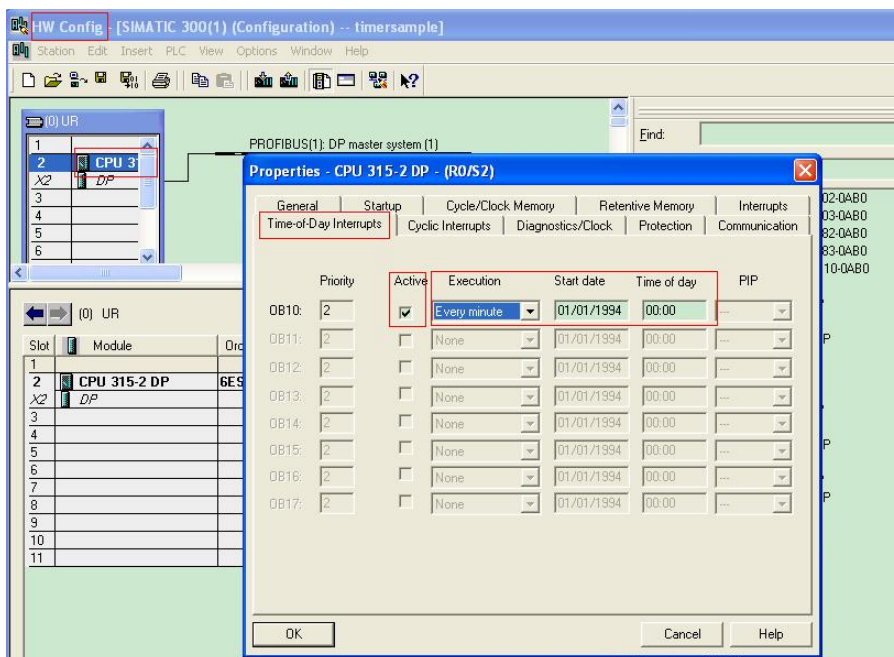 HW Config - [SIMATIC 300(1) (Configuration) -- timersample]
Station Edit Insert PLC View Options Window Help
(0) UR
1
2 CPU 31
X2 DP
3
4
5
6
PROFIBUS(1): DP master system (1)
Find:
02-0AB0
03-0AB0
82-0AB0
83-0AB0
10-0AB0
P
P
P
(0) UR
Slot Module Ord
1
2 CPU 315-2 DP 6ES
X2 DP
3
4
5
6
7
8
9
10
11
Properties - CPU 315-2 DP - (R0/S2)
General Startup Cycle/Clock Memory Retentive Memory Interrupts
Time-of-Day Interrupts Cyclic Interrupts Diagnostics/Clock Protection Communication
Priority Active Execution Start date Time of day PIP
OB10: 2 Every minute 01/01/1994 00:00 ---
OB11: 2 None 01/01/1994 00:00 ---
OB12: 2 None 01/01/1994 00:00 ---
OB13: 2 None 01/01/1994 00:00 ---
OB14: 2 None 01/01/1994 00:00 ---
OB15: 2 None 01/01/1994 00:00 ---
OB16: 2 None 01/01/1994 00:00 ---
OB17: 2 None 01/01/1994 00:00 ---
OK Cancel Help